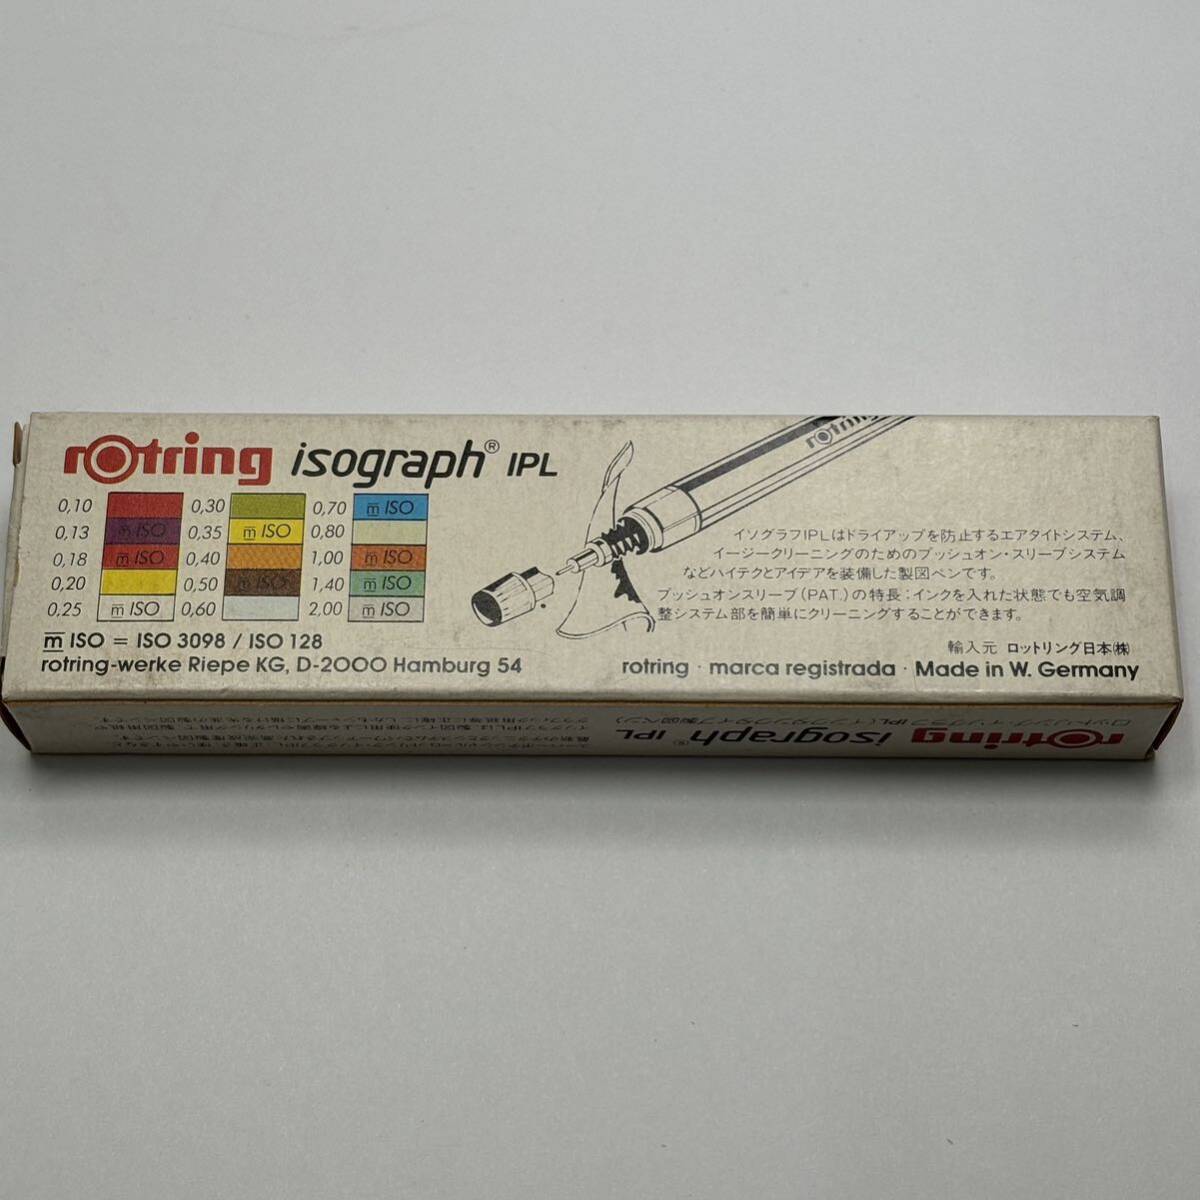 rotring isograph® IPL
0,10
0,13 m ISO
0,18 m ISO
0,20
0,25 m ISO
0,30
0,35 m ISO
0,40
0,50 m ISO
0,60
0,70 m ISO
0,80
1,00 m ISO
1,40 m ISO
2,00 m ISO
m ISO = ISO 3098 / ISO 128
rotring-werke Riepe KG, D-2000 Hamburg 54
rotring
イソグラフIPLはドライアップを防止するエアタイトシステム、
イージークリーニングのためのプッシュオン・スリーブシステム
などハイテクとアイデアを装備した製図ペンです。
プッシュオンスリーブ(PAT.)の特長:インクを入れた状態でも空気調
整システム部を簡単にクリーニングすることができます。
輸入元 ロットリング日本㈱
rotring · marca registrada · Made in W. Germany
rotring isograph® IPL